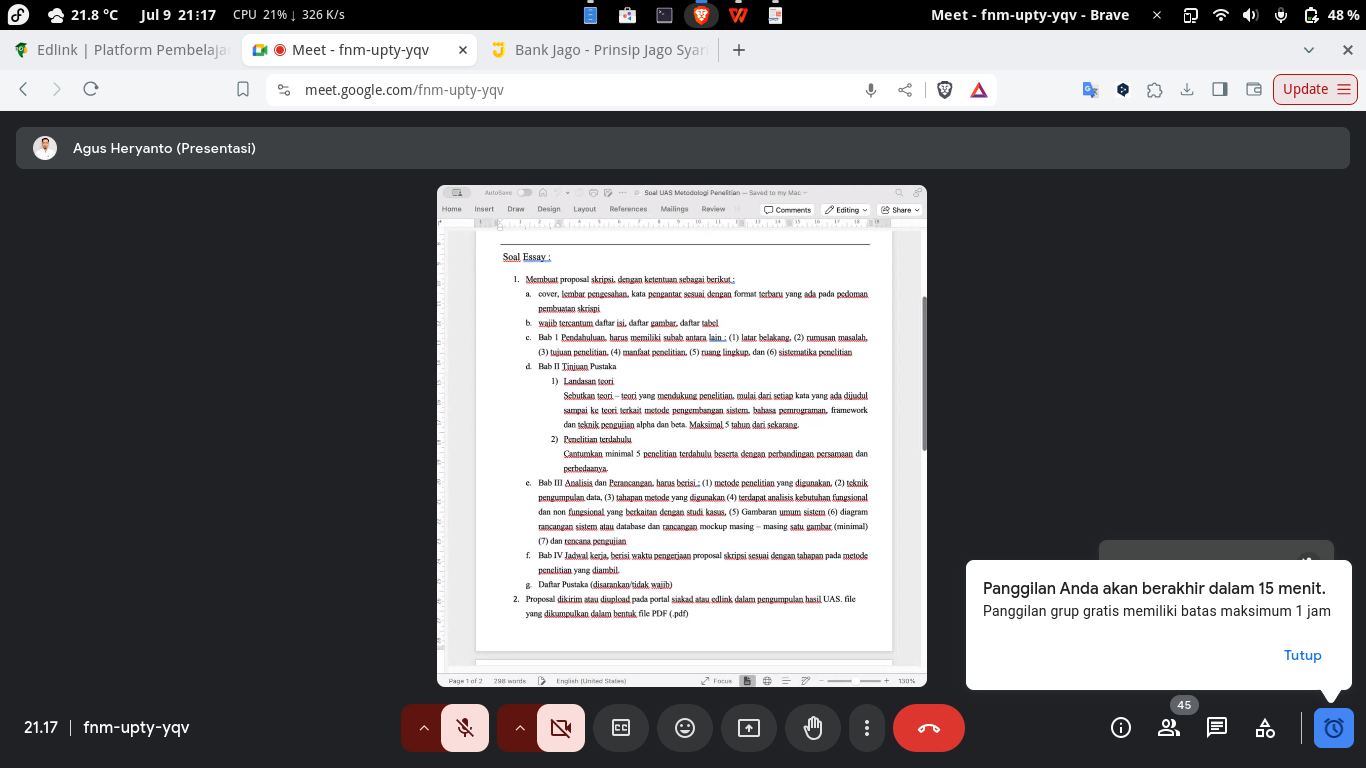 21.8 °C
Jul 9 21:17
CPU 21% ↓ 326 K/s
Meet - fnm-upty-yqv - Brave
48 %
Edlink | Platform Pembelaja
Meet - fnm-upty-yqv
Bank Jago - Prinsip Jago Syar
meet.google.com/fnm-upty-yqv
Update
Agus Heryanto (Presentasi)
AutoSave
Soal UAS Metodologi Penelitian — Saved to my Mac
Home Insert Draw Design Layout References Mailings Review
Comments Editing Share
Soal Essay :
1. Membuat proposal skripsi, dengan ketentuan sebagai berikut :
a. cover, lembar pengesahan, kata pengantar sesuai dengan format terbaru yang ada pada pedoman
pembuatan skrispi
b. wajib tercantum daftar isi, daftar gambar, daftar tabel
c. Bab 1 Pendahuluan, harus memiliki subab antara lain : (1) latar belakang, (2) rumusan masalah,
(3) tujuan penelitian, (4) manfaat penelitian, (5) ruang lingkup, dan (6) sistematika penelitian
d. Bab II Tinjuan Pustaka
1) Landasan teori
Sebutkan teori – teori yang mendukung penelitian, mulai dari setiap kata yang ada dijudul
sampai ke teori terkait metode pengembangan sistem, bahasa pemrograman, framework
dan teknik pengujian alpha dan beta. Maksimal 5 tahun dari sekarang.
2) Penelitian terdahulu
Cantumkan minimal 5 penelitian terdahulu beserta dengan perbandingan persamaan dan
perbedaanya.
e. Bab III Analisis dan Perancangan, harus berisi ; (1) metode penelitian yang digunakan, (2) teknik
pengumpulan data, (3) tahapan metode yang digunakan (4) terdapat analisis kebutuhan fungsional
dan non fungsional yang berkaitan dengan studi kasus, (5) Gambaran umum sistem (6) diagram
rancangan sistem atau database dan rancangan mockup masing – masing satu gambar (minimal)
(7) dan rencana pengujian
f. Bab IV Jadwal kerja, berisi waktu pengerjaan proposal skripsi sesuai dengan tahapan pada metode
penelitian yang diambil.
g. Daftar Pustaka (disarankan/tidak wajib)
2. Proposal dikirim atau diupload pada portal siakad atau edlink dalam pengumpulan hasil UAS. file
yang dikumpulkan dalam bentuk file PDF (.pdf)
Page 1 of 2 298 words English (United States) Focus 130%
Panggilan Anda akan berakhir dalam 15 menit.
Panggilan grup gratis memiliki batas maksimum 1 jam
Tutup
21.17 | fnm-upty-yqv
45